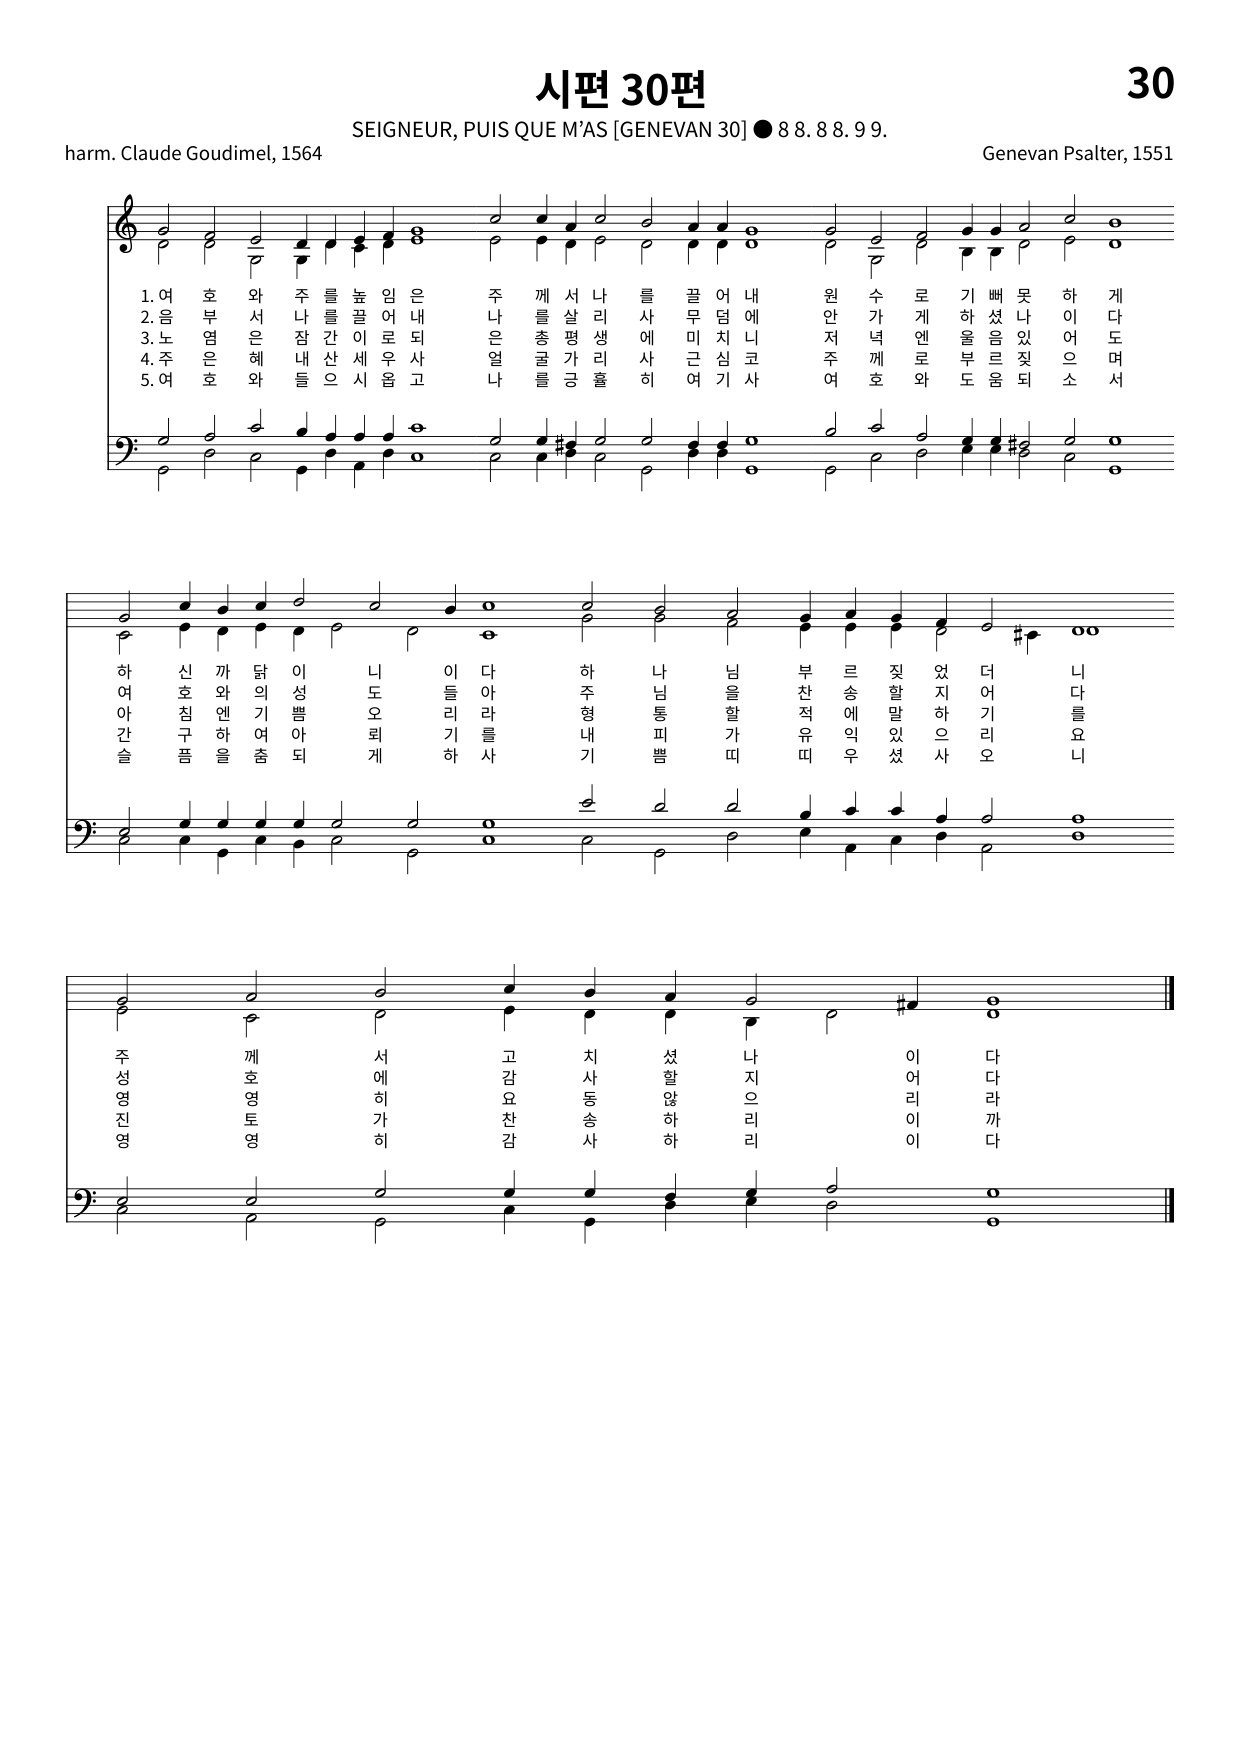 시편 30편
30
SEIGNEUR, PUIS QUE M’AS [GENEVAN 30] ● 8 8. 8 8. 9 9.
harm. Claude Goudimel, 1564
Genevan Psalter, 1551
1. 여 호 와 주 를 높 임 은 주 께 서 나 를 끌 어 내 원 수 로 기 뻐 못 하 게
2. 음 부 서 나 를 끌 어 내 나 를 살 리 사 무 덤 에 안 가 게 하 셨 나 이 다
3. 노 염 은 잠 간 이 로 되 은 총 평 생 에 미 치 니 저 녁 엔 울 음 있 어 도
4. 주 은 혜 내 산 세 우 사 얼 굴 가 리 사 근 심 코 주 께 로 부 르 짖 으 며
5. 여 호 와 들 으 시 옵 고 나 를 긍 휼 히 여 기 사 여 호 와 도 움 되 소 서
하 신 까 닭 이 니 이 다 하 나 님 부 르 짖 었 더 니
여 호 와 의 성 도 들 아 주 님 을 찬 송 할 지 어 다
아 침 엔 기 쁨 오 리 라 형 통 할 적 에 말 하 기 를
간 구 하 여 아 뢰 기 를 내 피 가 유 익 있 으 리 요
슬 픔 을 춤 되 게 하 사 기 쁨 띠 띠 우 셨 사 오 니
주 께 서 고 치 셨 나 이 다
성 호 에 감 사 할 지 어 다
영 영 히 요 동 않 으 리 라
진 토 가 찬 송 하 리 이 까
영 영 히 감 사 하 리 이 다